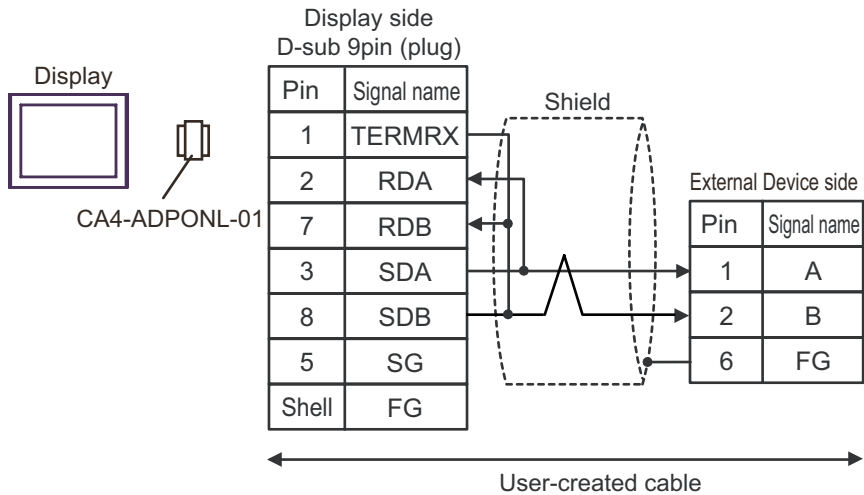 Display side
D-sub 9pin (plug)
Display
CA4-ADPONL-01
Pin Signal name
1 TERMRX
2 RDA
7 RDB
3 SDA
8 SDB
5 SG
Shell FG
Shield
External Device side
Pin Signal name
1 A
2 B
6 FG
User-created cable